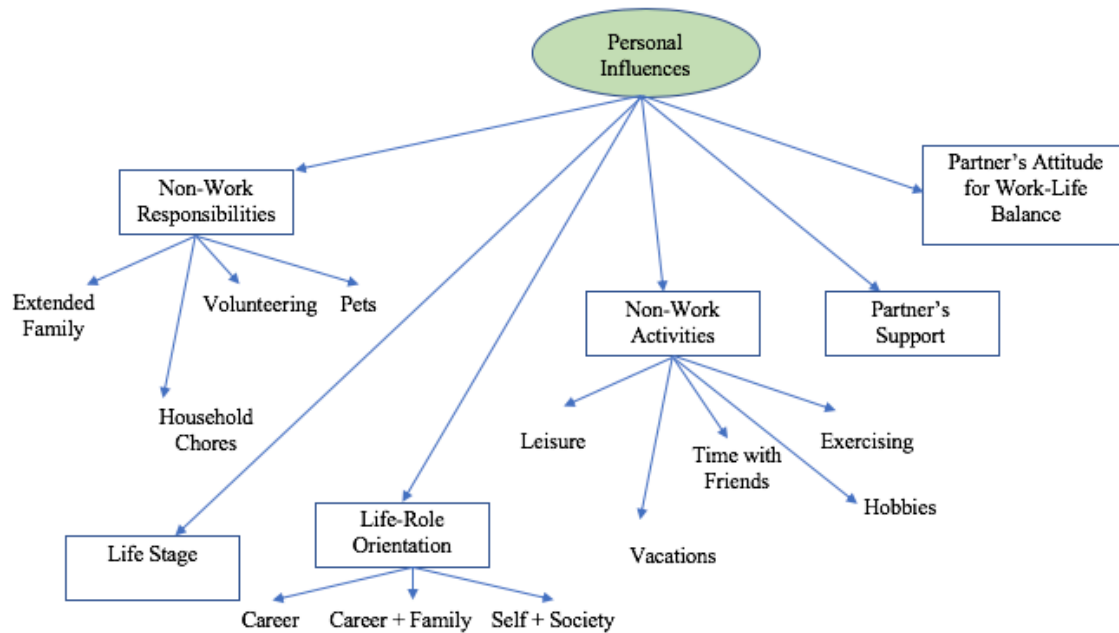 Personal
Influences
Partner's Attitude
for Work-Life
Balance
Non-Work
Responsibilities
Extended
Family
Volunteering
Pets
Household
Chores
Non-Work
Activities
Partner's
Support
Leisure
Time with
Friends
Exercising
Hobbies
Vacations
Life Stage
Life-Role
Orientation
Career
Career + Family
Self + Society